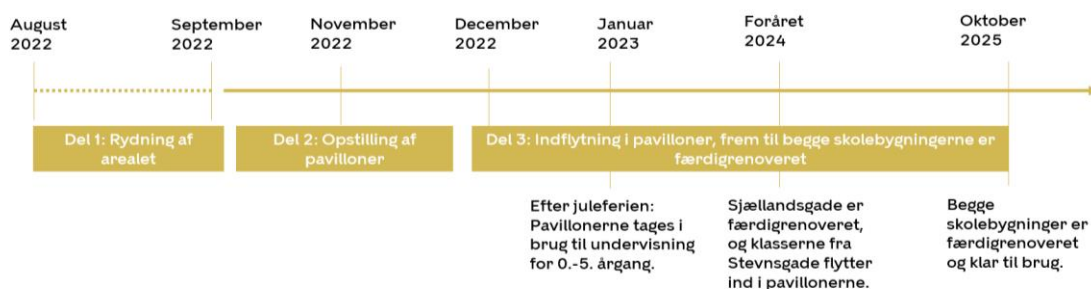 August
2022
September
2022
November
2022
December
2022
Januar
2023
Foråret
2024
Oktober
2025
Del 1: Rydning af
arealet
Del 2: Opstilling af
pavilloner
Del 3: Indflytning i pavilloner, frem til begge skolebygningerne er
færdigrenoveret
Efter juleferien:
Pavillonerne tages i
brug til undervisning
for 0.-5. årgang.
Sjællandsgade er
færdigrenoveret,
og klasserne fra
Stevnsgade flytter
ind i pavillonerne.
Begge
skolebygninger er
færdigrenoveret
og klar til brug.